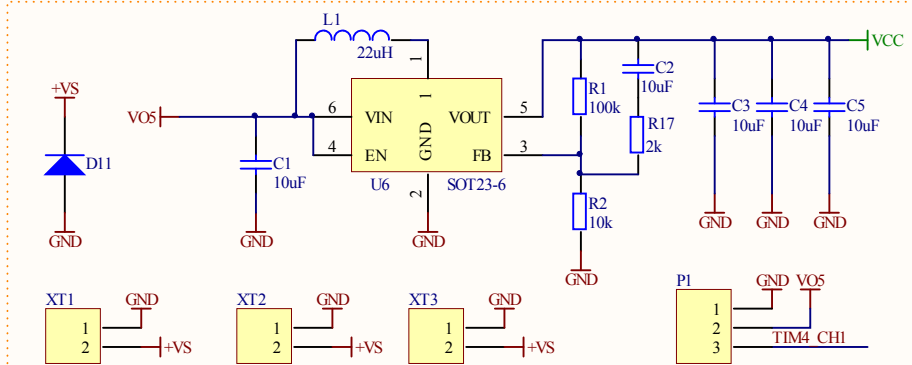 L1
22uH
1
VCC
+VS
VO5
6
VIN
1
GND
VOUT
5
4
EN
FB
3
U6
2
SOT23-6
GND
D11
GND
C1
10uF
GND
R1
100k
C2
10uF
R17
2k
R2
10k
GND
C3
10uF
C4
10uF
C5
10uF
GND
GND
GND
XT1
GND
1
2
+VS
XT2
GND
1
2
+VS
XT3
GND
1
2
+VS
P1
GND
VO5
1
2
3
TIM4_CH1